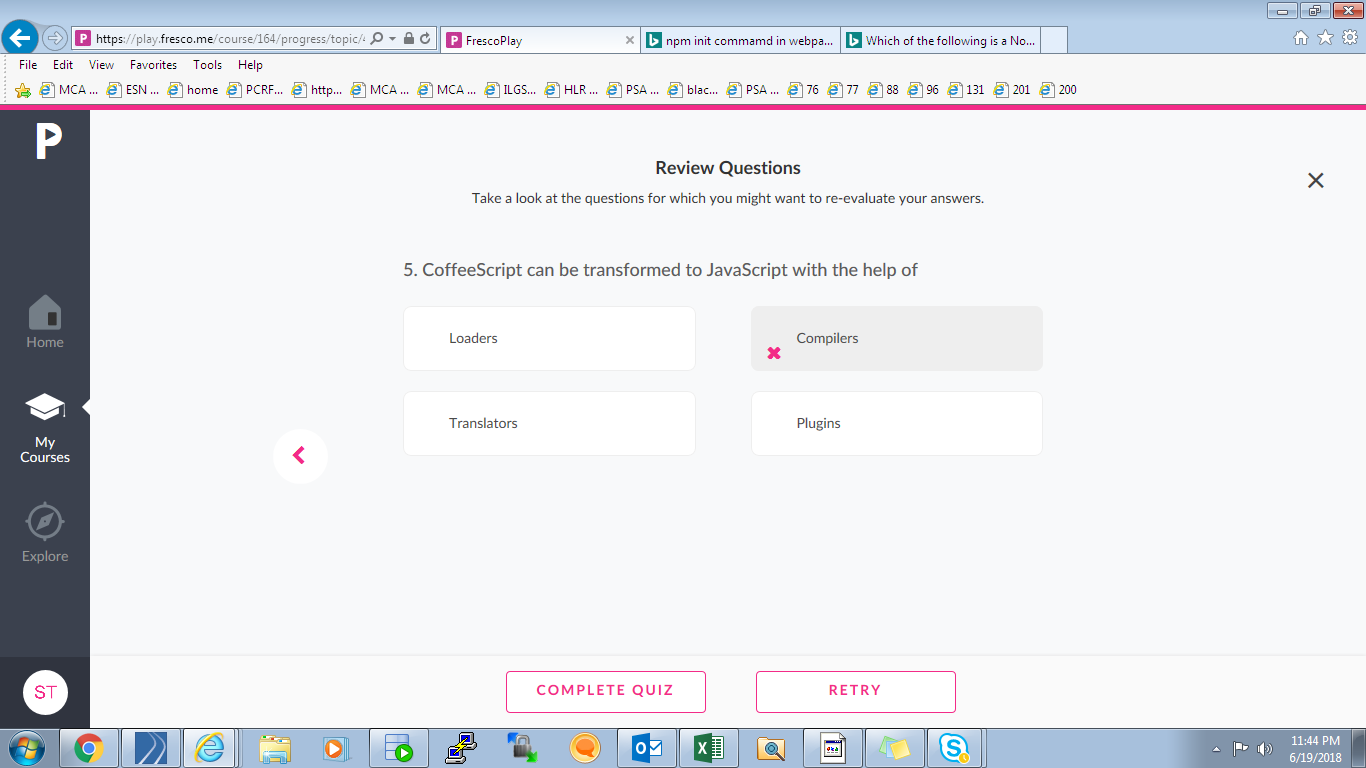 https://play.fresco.me/course/164/progress/topic/
FrescoPlay
npm init commamd in webpa...
Which of the following is a No...
File Edit View Favorites Tools Help
MCA ... ESN ... home PCRF... http... MCA ... MCA ... ILGS... HLR ... PSA ... blac... PSA ... 76 77 88 96 131 201 200
P
Review Questions
Take a look at the questions for which you might want to re-evaluate your answers.
5. CoffeeScript can be transformed to JavaScript with the help of
Loaders
Compilers
Translators
Plugins
Home
My
Courses
Explore
ST
COMPLETE QUIZ
RETRY
11:44 PM
6/19/2018